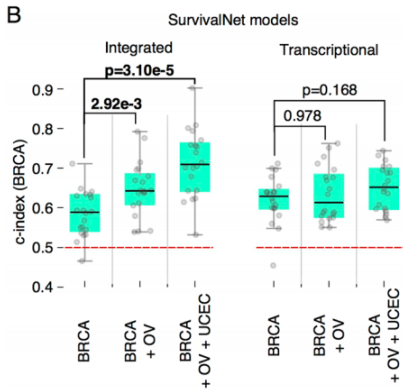 B
SurvivalNet models
Integrated
Transcriptional
p=3.10e-5
2.92e-3
p=0.168
0.978
c-index (BRCA)
0.9
0.8
0.7
0.6
0.5
0.4
BRCA
BRCA
+ OV
BRCA
+ OV + UCEC
BRCA
BRCA
+ OV
BRCA
+ OV + UCEC